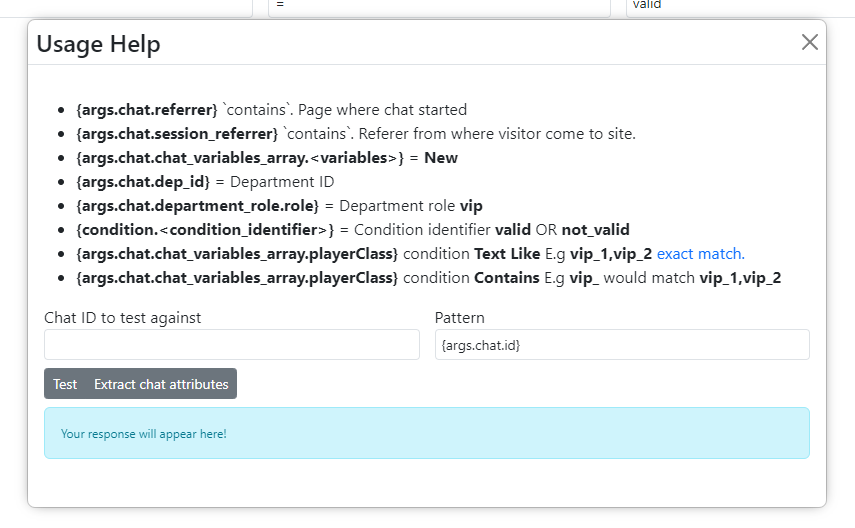 =
valid
Usage Help
{args.chat.referrer} `contains`. Page where chat started
{args.chat.session_referrer} `contains`. Referer from where visitor come to site.
{args.chat.chat_variables_array.<variables>} = New
{args.chat.dep_id} = Department ID
{args.chat.department_role.role} = Department role vip
{condition.<condition_identifier>} = Condition identifier valid OR not_valid
{args.chat.chat_variables_array.playerClass} condition Text Like E.g vip_1,vip_2 exact match.
{args.chat.chat_variables_array.playerClass} condition Contains E.g vip_ would match vip_1,vip_2
Chat ID to test against
Pattern
{args.chat.id}
Test
Extract chat attributes
Your response will appear here!